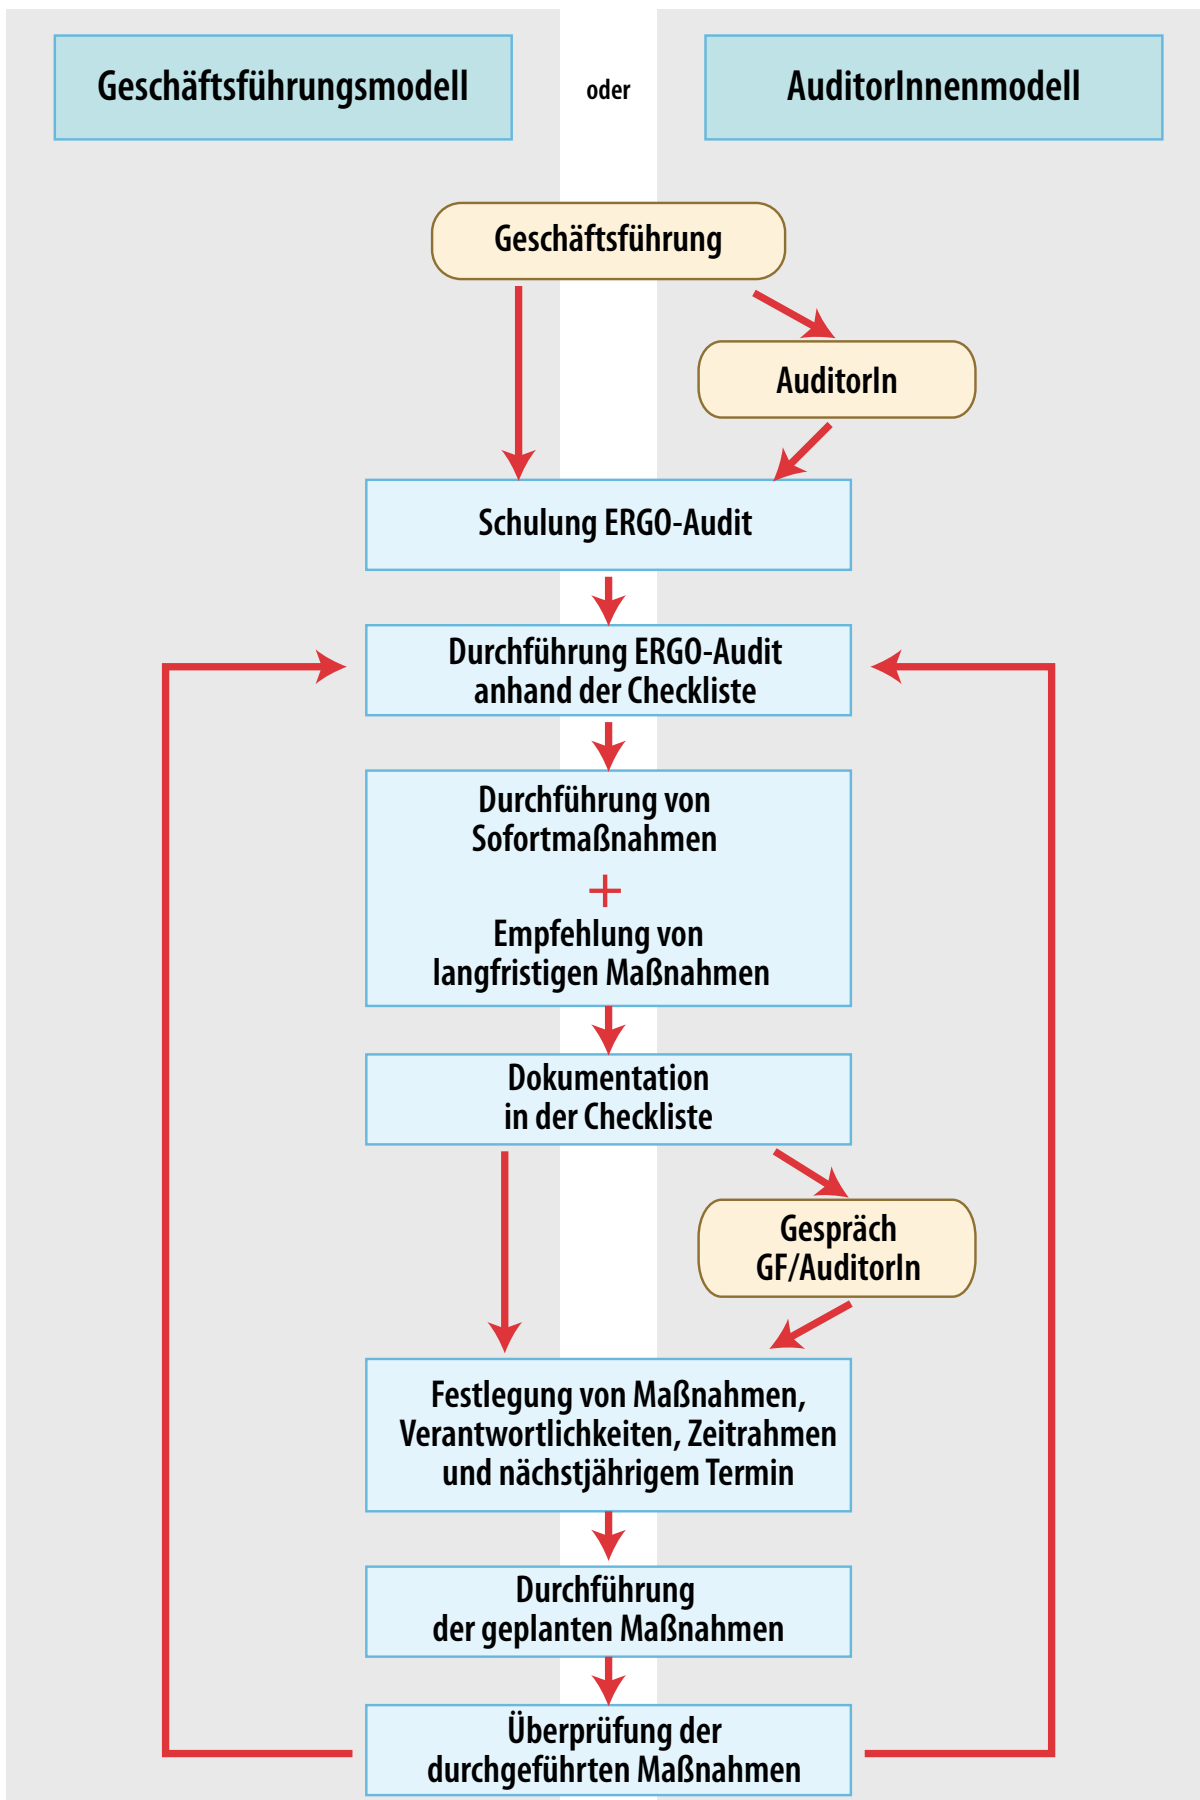 Geschäftsführungsmodell
oder
AuditorInnenmodell
Geschäftsführung
AuditorIn
Schulung ERGO-Audit
Durchführung ERGO-Audit
anhand der Checkliste
Durchführung von
Sofortmaßnahmen
+
Empfehlung von
langfristigen Maßnahmen
Dokumentation
in der Checkliste
Gespräch
GF/AuditorIn
Festlegung von Maßnahmen,
Verantwortlichkeiten, Zeitrahmen
und nächstjährigem Termin
Durchführung
der geplanten Maßnahmen
Überprüfung der
durchgeführten Maßnahmen